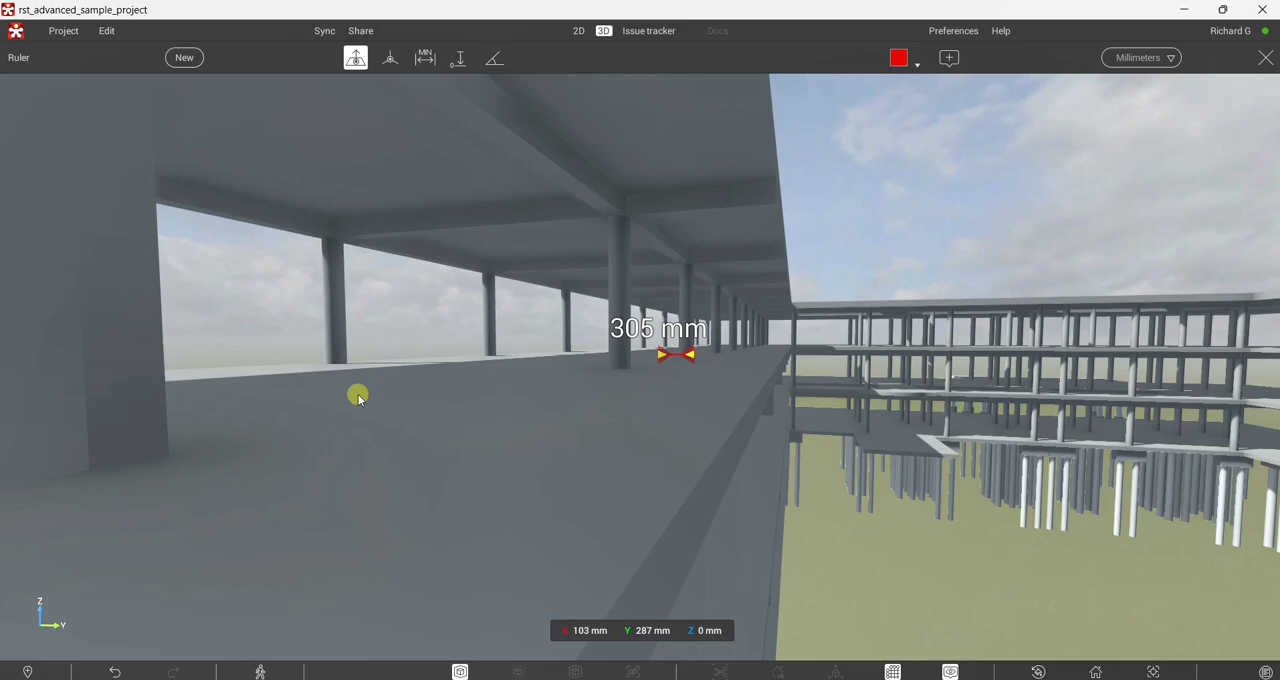 rst_advanced_sample_project
Project Edit Sync Share 2D 3D Issue tracker Docs Preferences Help Richard G
Ruler New MIN Millimeters
305 mm
Z
Y
X 103 mm Y 287 mm Z 0 mm